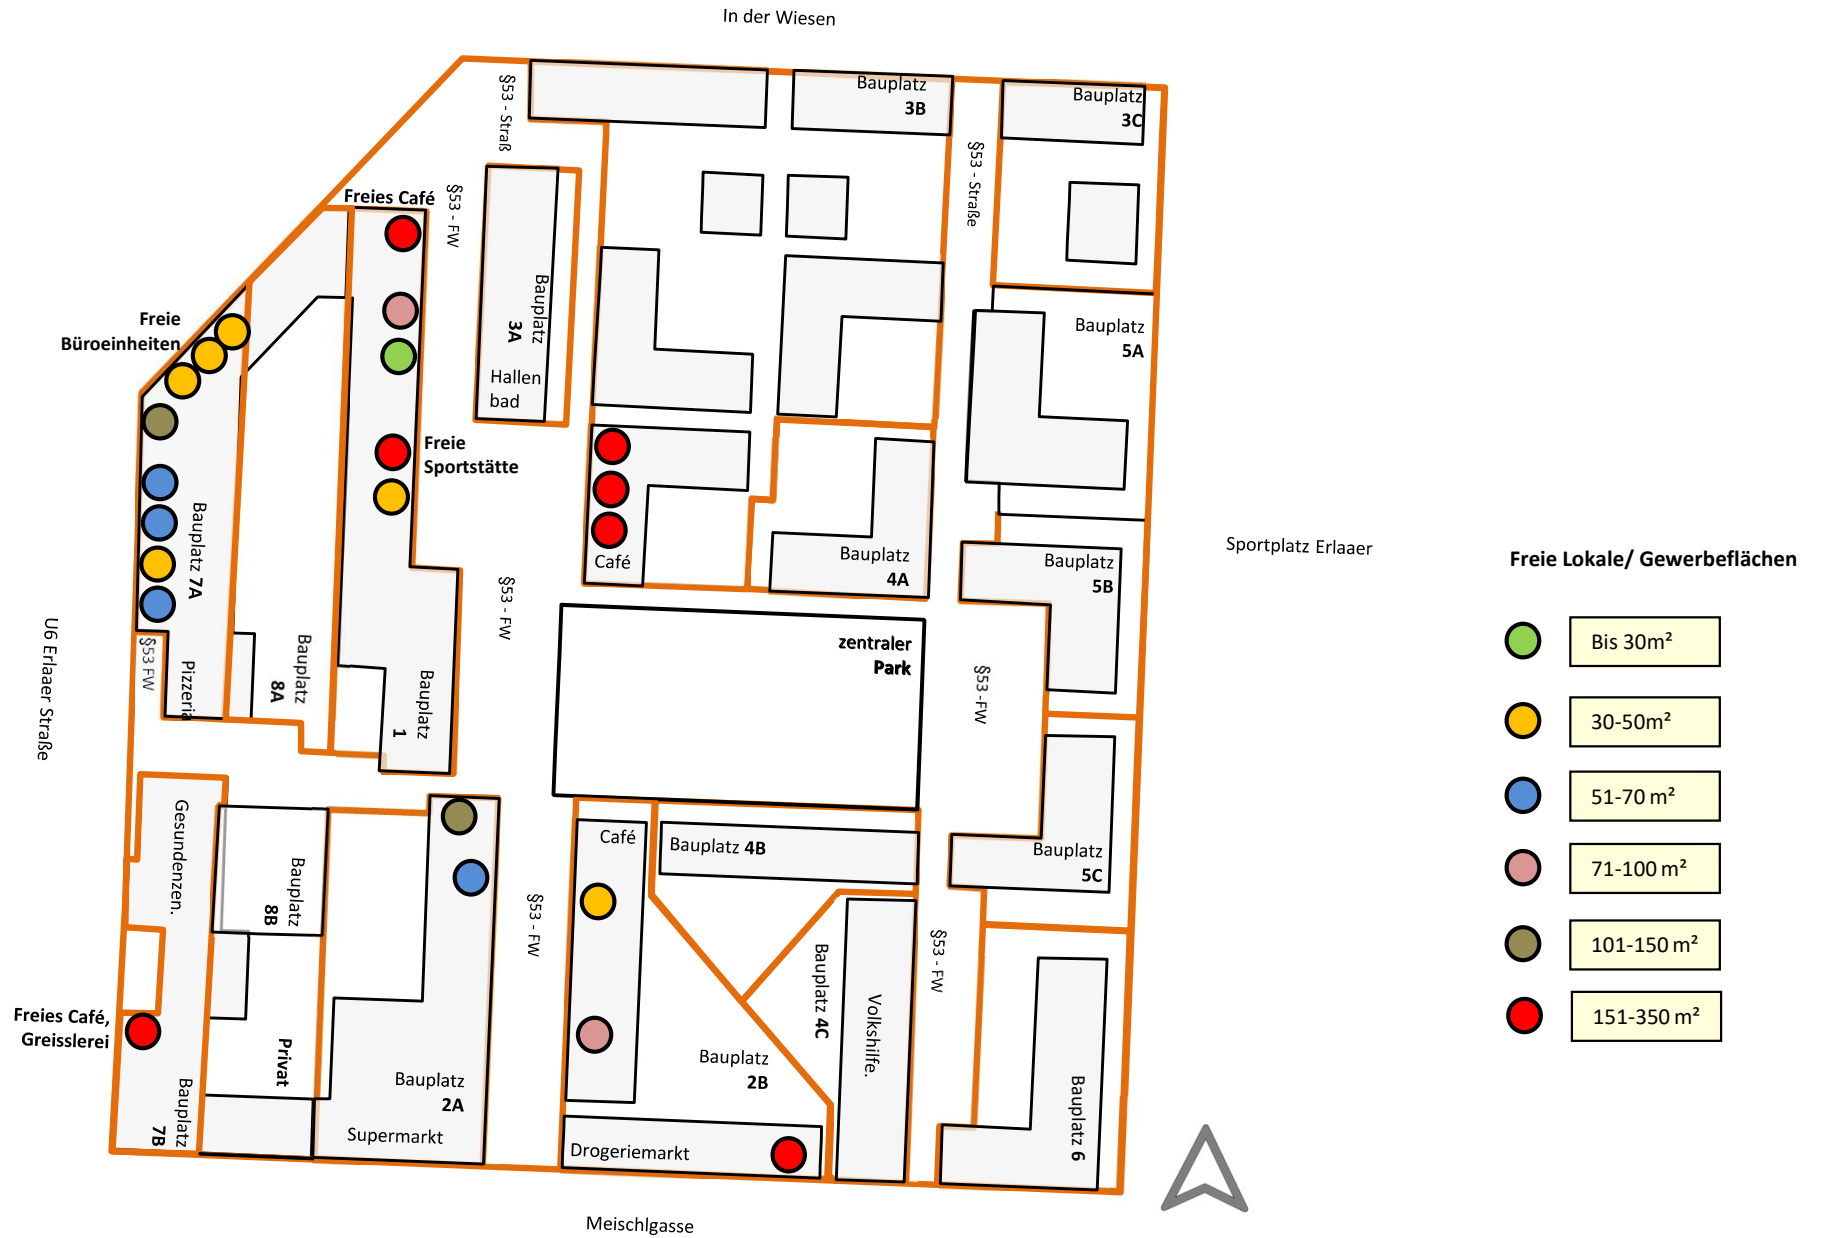 In der Wiesen
§53 - Straß
Bauplatz
3B
Bauplatz
3C
§53 - Straße
Freies Café
§53 - FW
Bauplatz
3A
Hallen
bad
Freie
Büroeinheiten
Bauplatz
5A
Freie
Sportstätte
Café
Bauplatz
4A
Bauplatz
5B
Sportplatz Erlaaer
Bauplatz 7A
§53 - FW
U6 Erlaaer Straße
§53 FW
Pizzeria
Bauplatz
8A
Bauplatz
1
zentraler
Park
§53 -FW
Gesundenzen.
Bauplatz
8B
Café
Bauplatz 4B
Bauplatz
5C
§53 - FW
§53 - FW
Freies Café,
Greisslerei
Privat
Bauplatz
7B
Bauplatz
2A
Supermarkt
Bauplatz
2B
Bauplatz 4C
Volkshilfe.
Drogeriemarkt
Bauplatz 6
Meischlgasse
Freie Lokale/ Gewerbeflächen
Bis 30m²
30-50m²
51-70 m²
71-100 m²
101-150 m²
151-350 m²